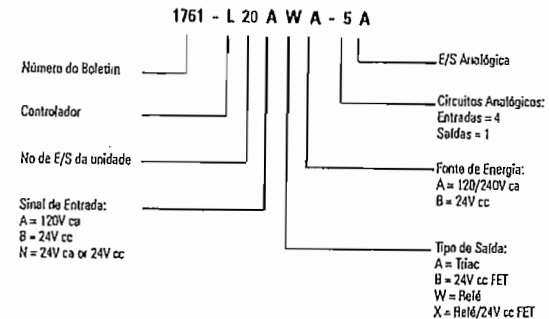 1761 - L 20 A W A - 5 A
Número do Boletim
Controlador
No de E/S da unidade
Sinal de Entrada:
A = 120V ca
B = 24V cc
N = 24V ca or 24V cc
E/S Analógica
Circuitos Analógicos:
Entradas = 4
Saídas = 1
Fonte de Energia:
A = 120/240V ca
B = 24V cc
Tipo de Saída:
A = Triac
B = 24V cc FET
W = Relé
X = Relé/24V cc FET